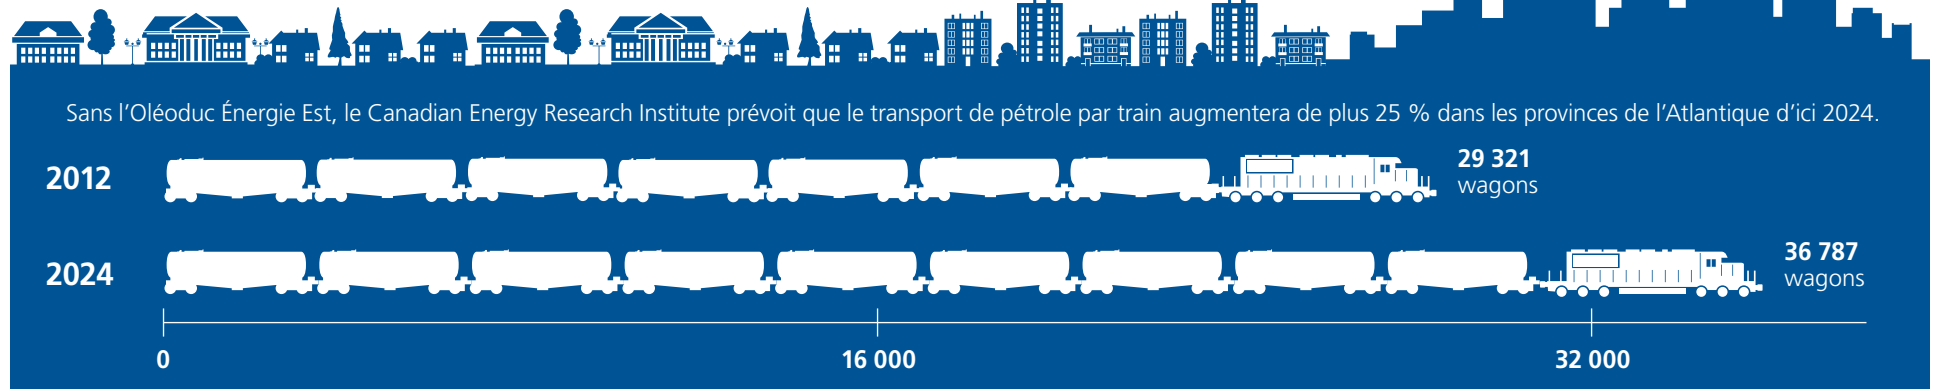 Sans l’Oléoduc Énergie Est, le Canadian Energy Research Institute prévoit que le transport de pétrole par train augmentera de plus 25 % dans les provinces de l’Atlantique d’ici 2024.
2012
29 321
wagons
2024
36 787
wagons
0 16 000 32 000